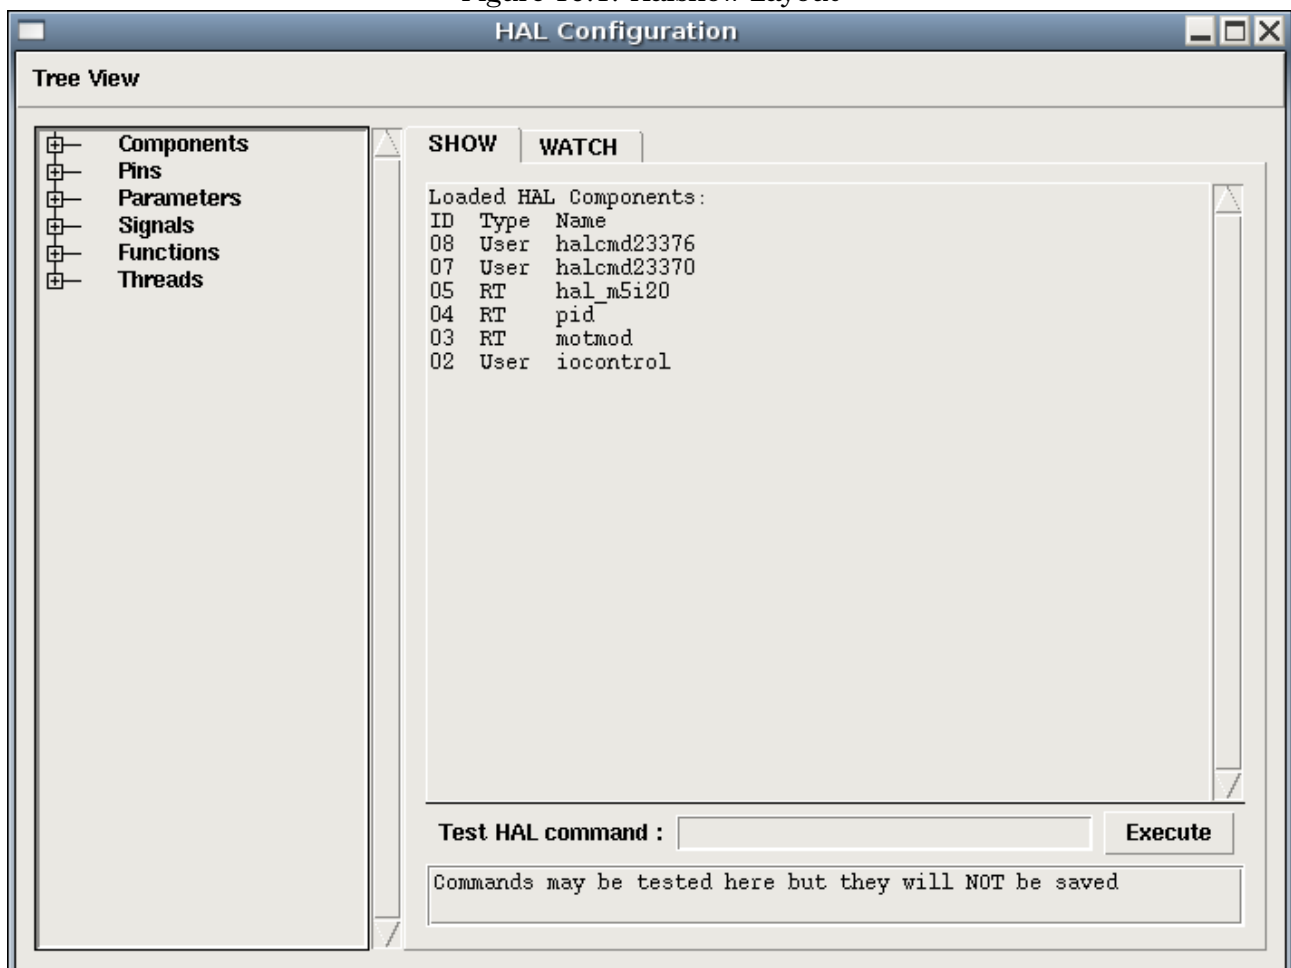 HAL Configuration
Tree View
Components
Pins
Parameters
Signals
Functions
Threads
SHOW WATCH
Loaded HAL Components:
ID Type Name
08 User halcmd23376
07 User halcmd23370
05 RT hal_m5i20
04 RT pid
03 RT motmod
02 User iocontrol
Test HAL command :
Execute
Commands may be tested here but they will NOT be saved